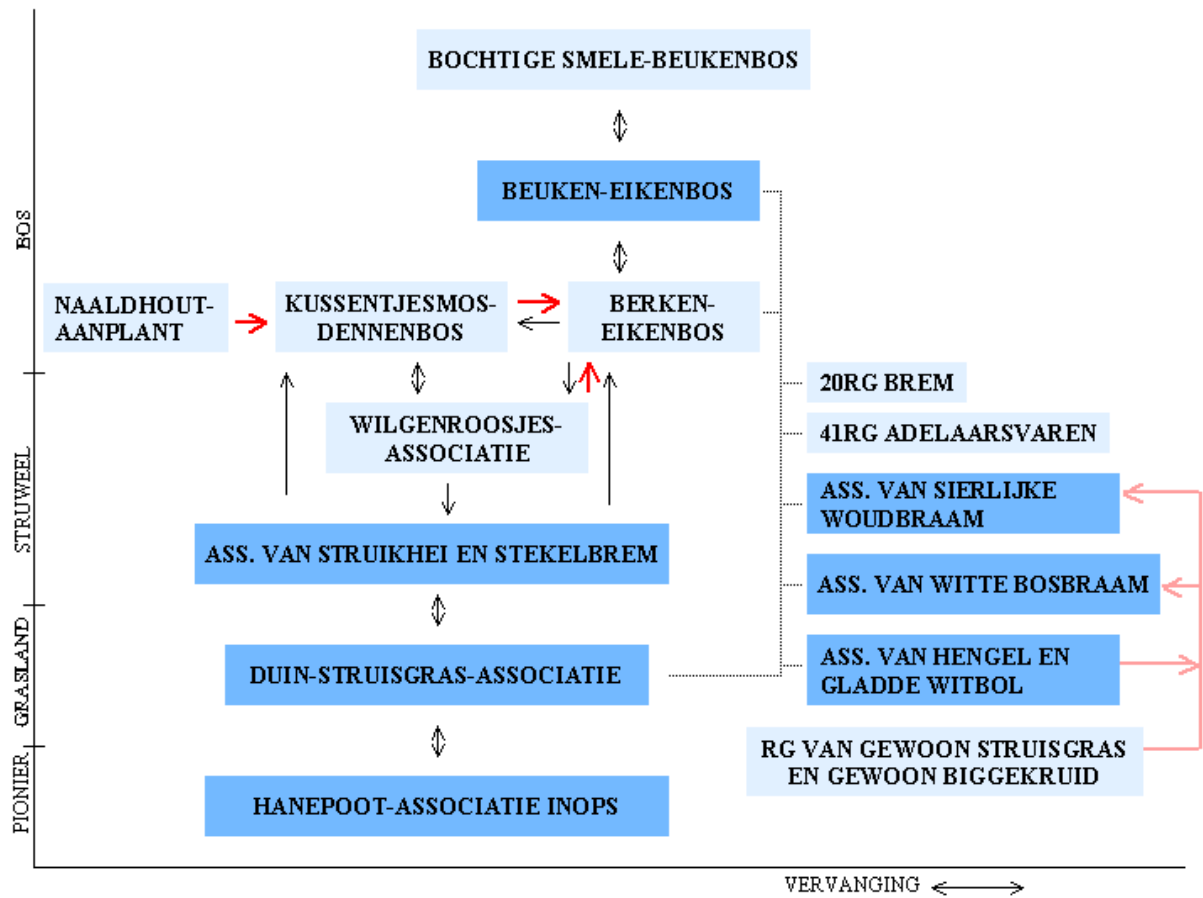 BOCHTIGE SMELE-BEUKENBOS
BEUKEN-EIKENBOS
BOS
NAALDHOUT-
AANPLANT
KUSSENTJESMOS-
DENNENBOS
BERKEN-
EIKENBOS
20RG BREM
WILGENROOSJES-
ASSOCIATIE
41RG ADELAARSVAREN
STRUWEEL
ASS. VAN SIERLIJKE
WOUDBRAAM
ASS. VAN STRUIKHEI EN STEKELBREM
ASS. VAN WITTE BOSBRAAM
GRASLAND
DUIN-STRUISGRAS-ASSOCIATIE
ASS. VAN HENGEL EN
GLADDE WITBOL
RG VAN GEWOON STRUISGRAS
EN GEWOON BIGGEKRUID
PIONIER
HANEPOOT-ASSOCIATIE INOPS
VERVANGING